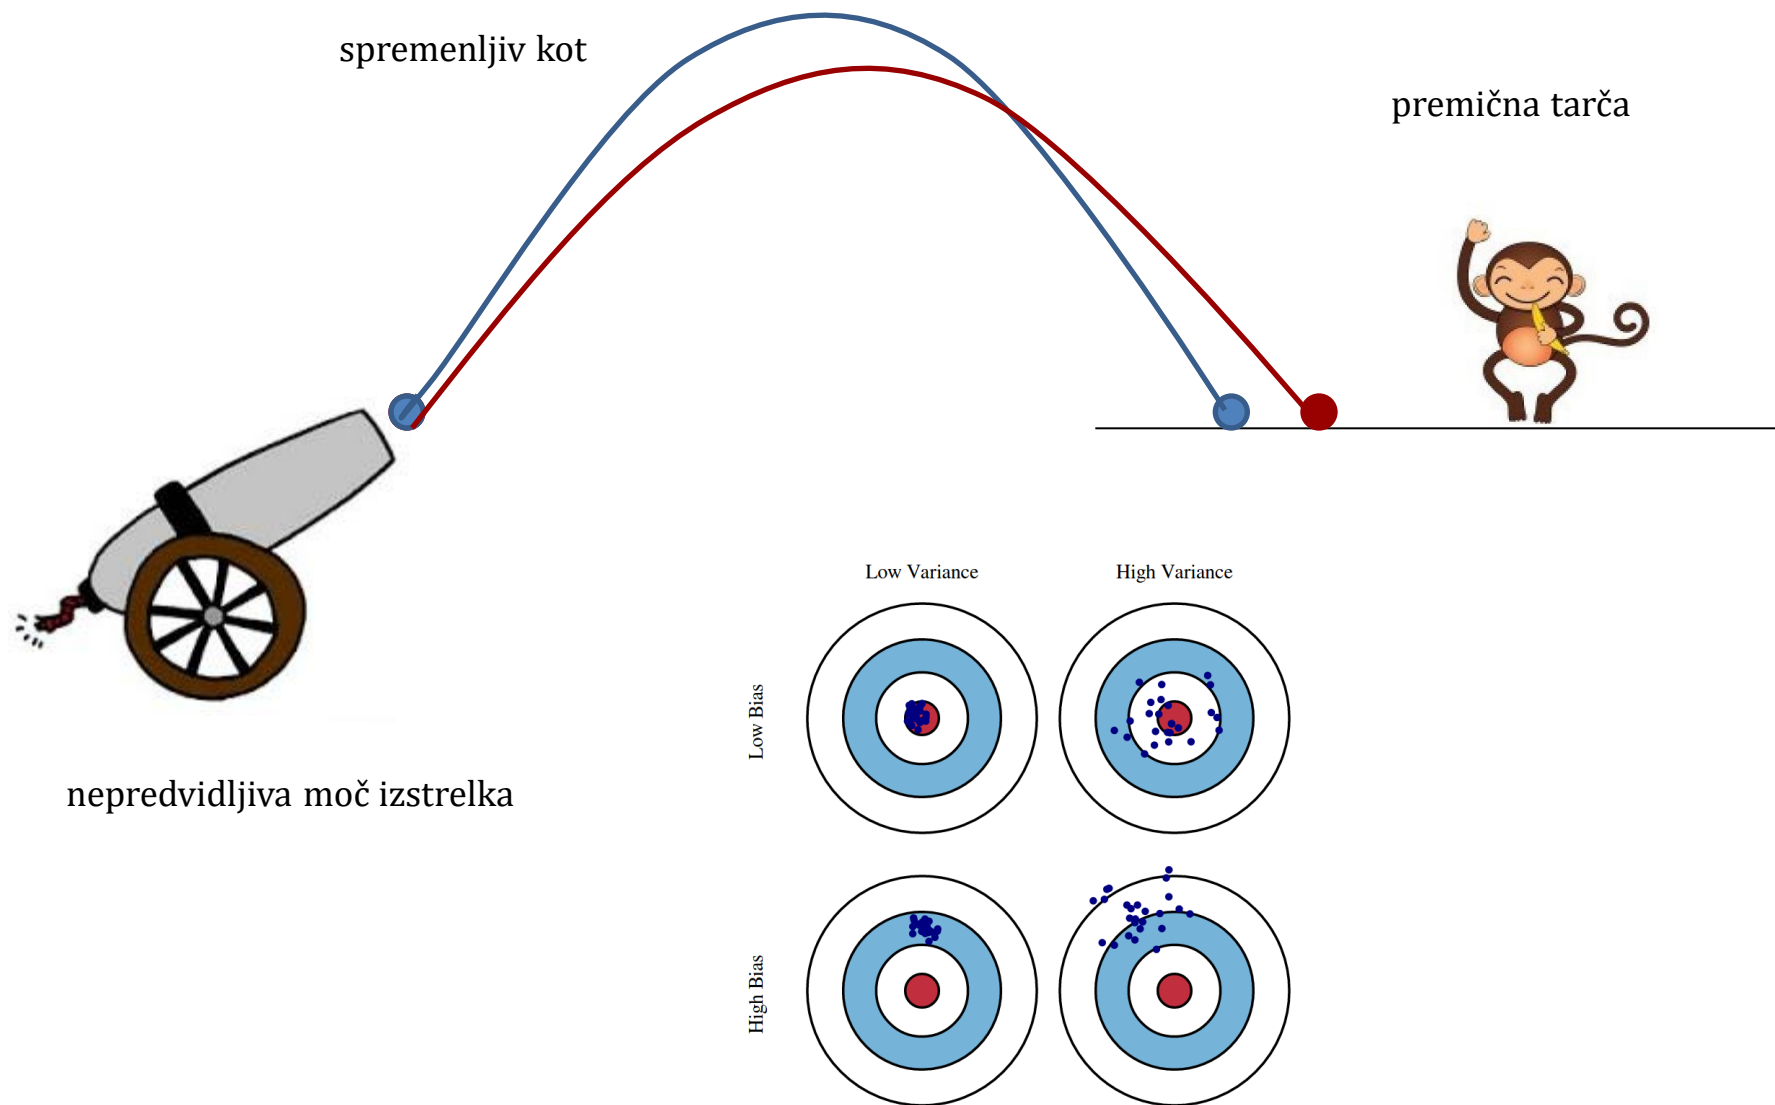 spremenljiv kot
premična tarča
nepredvidljiva moč izstrelka
Low Variance
High Variance
Low Bias
High Bias